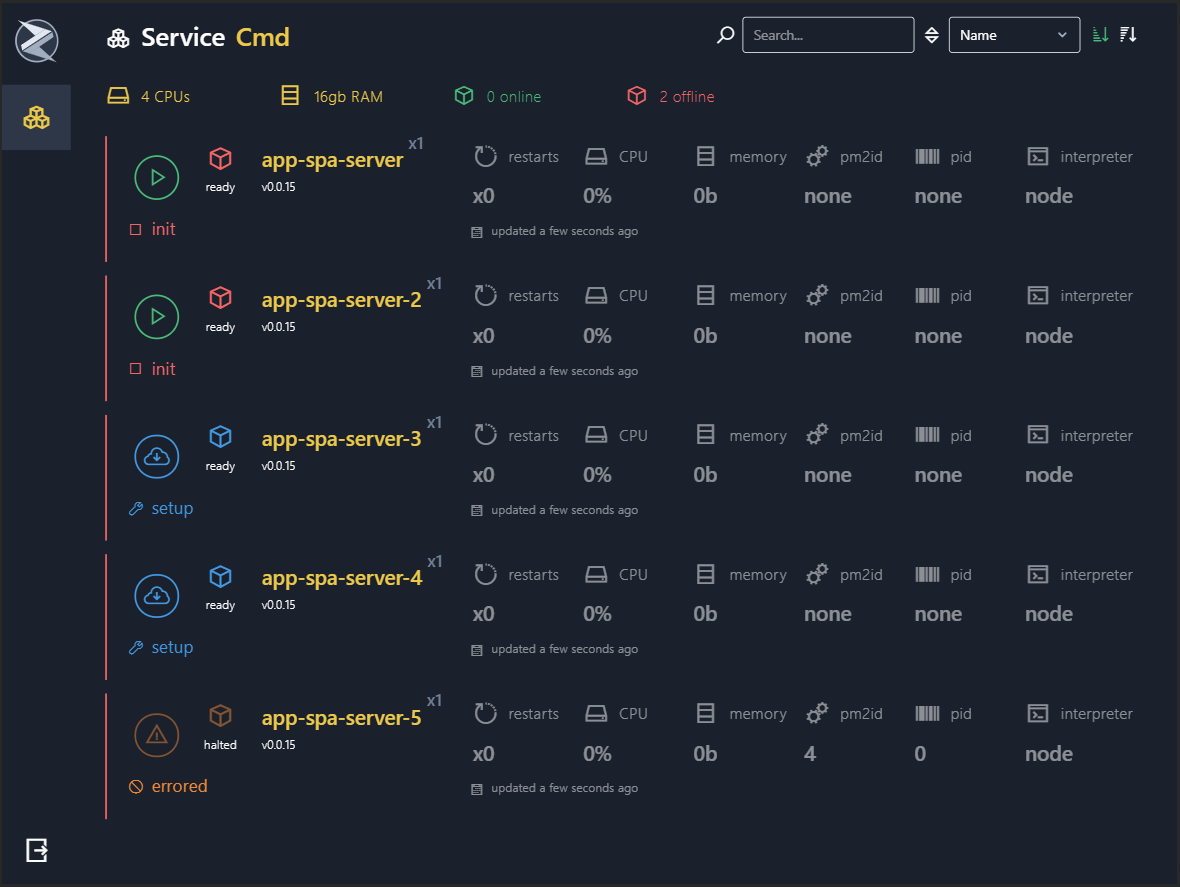 Service Cmd
Search...
Name
4 CPUs
16gb RAM
0 online
2 offline
app-spa-server x1
ready
v0.0.15
init
restarts CPU memory pm2id pid interpreter
x0 0% 0b none none node
updated a few seconds ago
app-spa-server-2 x1
ready
v0.0.15
init
restarts CPU memory pm2id pid interpreter
x0 0% 0b none none node
updated a few seconds ago
app-spa-server-3 x1
ready
v0.0.15
setup
restarts CPU memory pm2id pid interpreter
x0 0% 0b none none node
updated a few seconds ago
app-spa-server-4 x1
ready
v0.0.15
setup
restarts CPU memory pm2id pid interpreter
x0 0% 0b none none node
updated a few seconds ago
app-spa-server-5 x1
halted
v0.0.15
errored
restarts CPU memory pm2id pid interpreter
x0 0% 0b 4 0 node
updated a few seconds ago